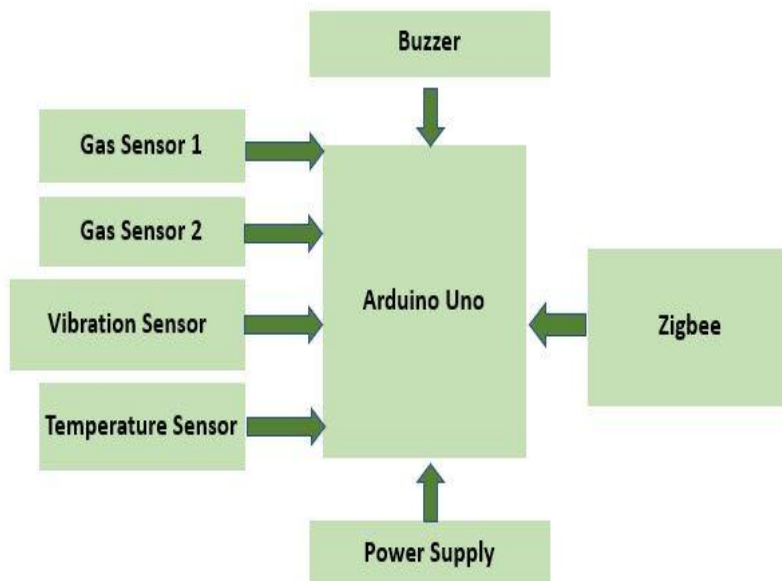 Buzzer
Gas Sensor 1
Gas Sensor 2
Vibration Sensor
Temperature Sensor
Arduino Uno
Zigbee
Power Supply